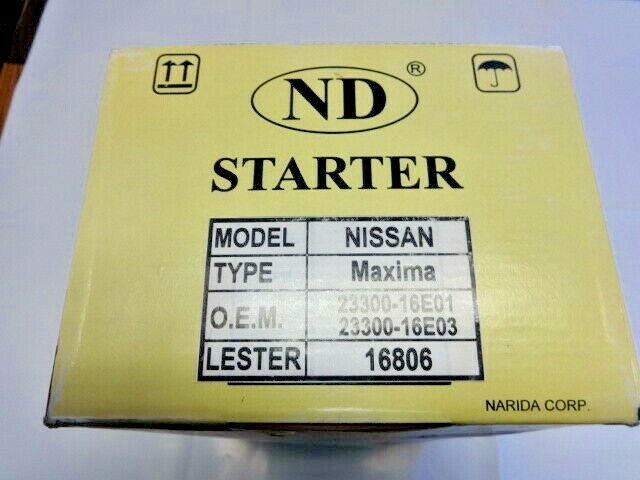 ND ®
STARTER
MODEL NISSAN
TYPE Maxima
O.E.M. 23300-16E01
23300-16E03
LESTER 16806
NARIDA CORP.